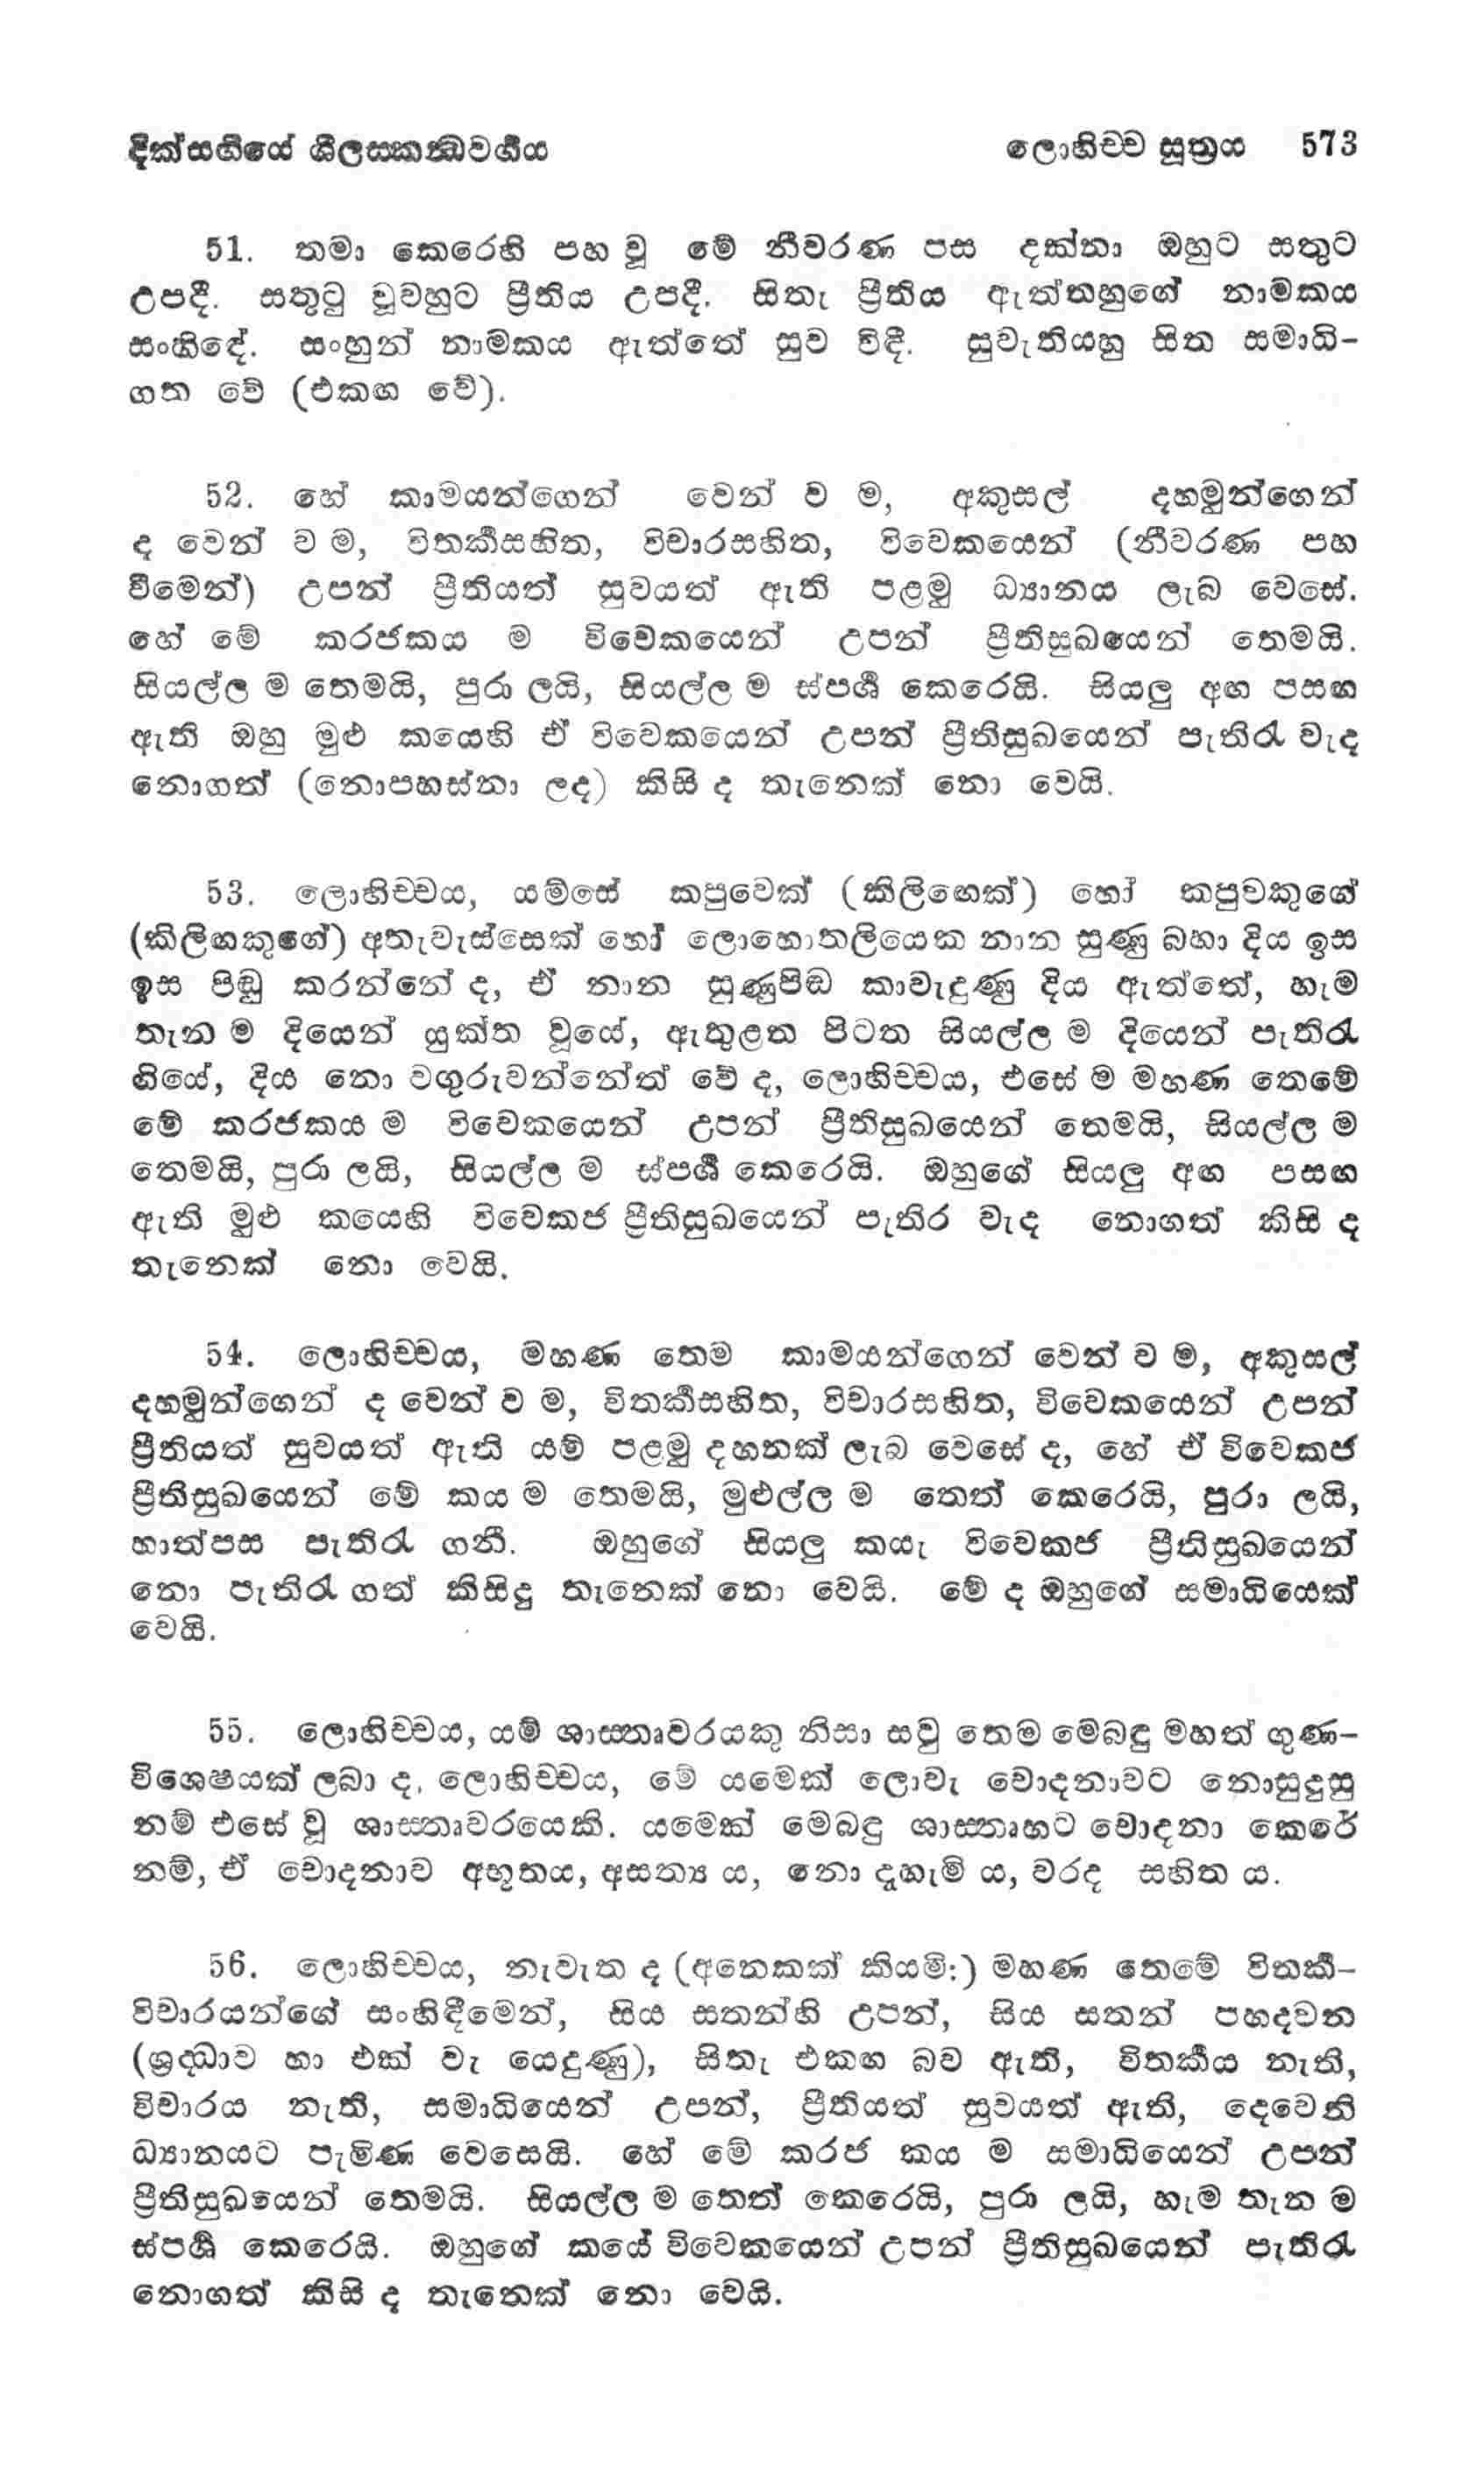 දික්සඟියේ ශීලස්කන්‍ධවර්‍ගය ලොහිච්ච සූත්‍රය 573
51. තමා කෙරෙහි පහ වූ මේ නීවරණ පස දක්නා ඔහුට සතුට
උපදී. සතුටු වූවහුට ප්‍රීතිය උපදී. සිතැ ප්‍රීතිය ඇත්තහුගේ නාමකය
සංහිඳේ. සංහුන් නාමකය ඇත්තේ සුව විඳී. සුවැතියහු සිත සමාධි-
ගත වේ (එකඟ වේ).
52. හේ කාමයන්ගෙන් වෙන් ව ම, අකුසල් දහමුන්ගෙන්
ද වෙන් ව ම, විතර්‍කසහිත, විචාරසහිත, විවෙකයෙන් (නීවරණ පහ
වීමෙන්) උපන් ප්‍රීතියත් සුවයත් ඇති පළමු ධ්‍යානය ලැබ වෙසේ.
හේ මේ කරජකය ම විවෙකයෙන් උපන් ප්‍රීතිසුඛයෙන් තෙමයි.
සියල්ල ම තෙමයි, පුරා ලයි, සියල්ල ම ස්පර්‍ශ කෙරෙයි. සියලු අඟ පසඟ
ඇති ඔහු මුළු කයෙහි ඒ විවෙකයෙන් උපන් ප්‍රීතිසුඛයෙන් පැතිරැ වැද
නොගත් (නොපහස්නා ලද) කිසි ද තැනෙක් නො වෙයි.
53. ලොහිච්චය, යම්සේ කපුවෙක් (කිලිඟෙක්) හෝ කපුවකුගේ
(කිලිඟකුගේ) අතැවැස්සෙක් හෝ ලොහොතලියෙක නාන සුණු බහා දිය ඉස
ඉස පිඬු කරන්නේ ද, ඒ නාන සුණුපිඬ කාවැදුණු දිය ඇත්තේ, හැම
තැන ම දියෙන් යුක්ත වූයේ, ඇතුළත පිටත සියල්ල ම දියෙන් පැතිරැ
ගියේ, දිය නො වගුරුවන්නේත් වේ ද, ලොහිච්චය, එසේ ම මහණ තෙමේ
මේ කරජකය ම විවෙකයෙන් උපන් ප්‍රීතිසුඛයෙන් තෙමයි, සියල්ල ම
තෙමයි, පුරා ලයි, සියල්ල ම ස්පර්‍ශ කෙරෙයි. ඔහුගේ සියලු අඟ පසඟ
ඇති මුළු කයෙහි විවෙකජ ප්‍රීතිසුඛයෙන් පැතිර වැද නොගත් කිසි ද
තැනෙක් නො වෙයි.
54. ලොහිච්චය, මහණ තෙම කාමයන්ගෙන් වෙන් ව ම, අකුසල්
දහමුන්ගෙන් ද වෙන් ව ම, විතර්‍කසහිත, විචාරසහිත, විවෙකයෙන් උපන්
ප්‍රීතියත් සුවයත් ඇති යම් පළමු දහනක් ලැබ වෙසේ ද, හේ ඒ විවෙකජ
ප්‍රීතිසුඛයෙන් මේ කය ම තෙමයි, මුළුල්ල ම තෙත් කෙරෙයි, පුරා ලයි,
හාත්පස පැතිරැ ගනී. ඔහුගේ සියලු කයැ විවෙකජ ප්‍රීතිසුඛයෙන්
නො පැතිරැ ගත් කිසිදු තැනෙක් නො වෙයි. මේ ද ඔහුගේ සමාධියෙක්
වෙයි.
55. ලොහිච්චය, යම් ශාස්තෘවරයකු නිසා සවු තෙම මෙබඳු මහත් ගුණ-
විශෙෂයක් ලබා ද, ලොහිච්චය, මේ යමෙක් ලොවැ චොදනාවට නොසුදුසු
නම් එසේ වූ ශාස්තෘවරයෙකි. යමෙක් මෙබඳු ශාස්තෘහට චොදනා කෙරේ
නම්, ඒ චොදනාව අභූතය, අසත්‍ය ය, නො දැහැමි ය, වරද සහිත ය.
56. ලොහිච්චය, නැවැත ද (අනෙකක් කියමි:) මහණ තෙමේ විතර්‍ක-
විචාරයන්ගේ සංහිඳීමෙන්, සිය සතන්හි උපන්, සිය සතන් පහදවන
(ශ්‍රද්ධාව හා එක් වැ යෙදුණු), සිතැ එකඟ බව ඇති, විතර්‍කය නැති,
විචාරය නැති, සමාධියෙන් උපන්, ප්‍රීතියත් සුවයත් ඇති, දෙවෙනි
ධ්‍යානයට පැමිණ වෙසෙයි. හේ මේ කරජ කය ම සමාධියෙන් උපන්
ප්‍රීතිසුඛයෙන් තෙමයි. සියල්ල ම තෙත් කෙරෙයි, පුරා ලයි, හැම තැන ම
ස්පර්‍ශ කෙරෙයි. ඔහුගේ කයේ විවෙකයෙන් උපන් ප්‍රීතිසුඛයෙන් පැතිරැ
නොගත් කිසි ද තැනෙක් නො වෙයි.